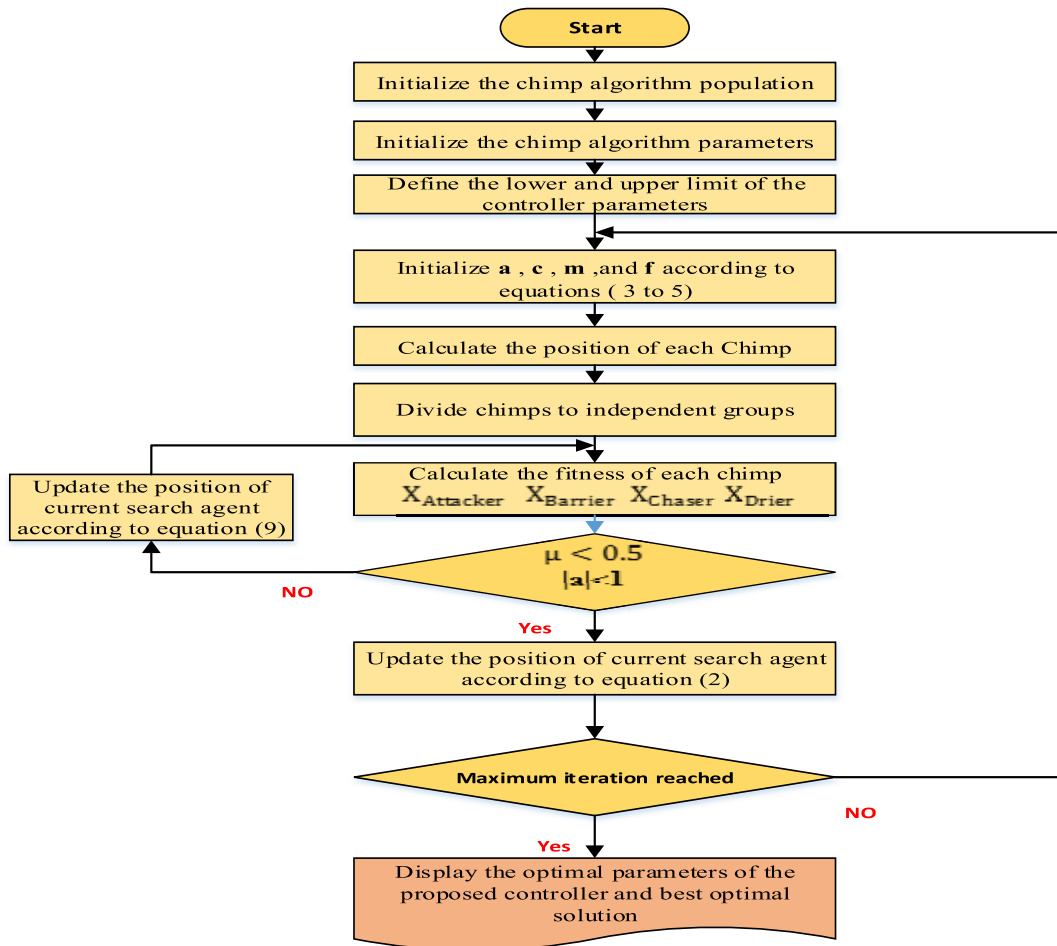 Start
Initialize the chimp algorithm population
Initialize the chimp algorithm parameters
Define the lower and upper limit of the
controller parameters
Initialize a , c , m ,and f according to
equations ( 3 to 5)
Calculate the position of each Chimp
Divide chimps to independent groups
Calculate the fitness of each chimp
X_Attacker X_Barrier X_Chaser X_Drier
Update the position of
current search agent
according to equation (9)
μ < 0.5
|a|<1
NO
Yes
Update the position of current search agent
according to equation (2)
Maximum iteration reached
NO
Yes
Display the optimal parameters of the
proposed controller and best optimal
solution